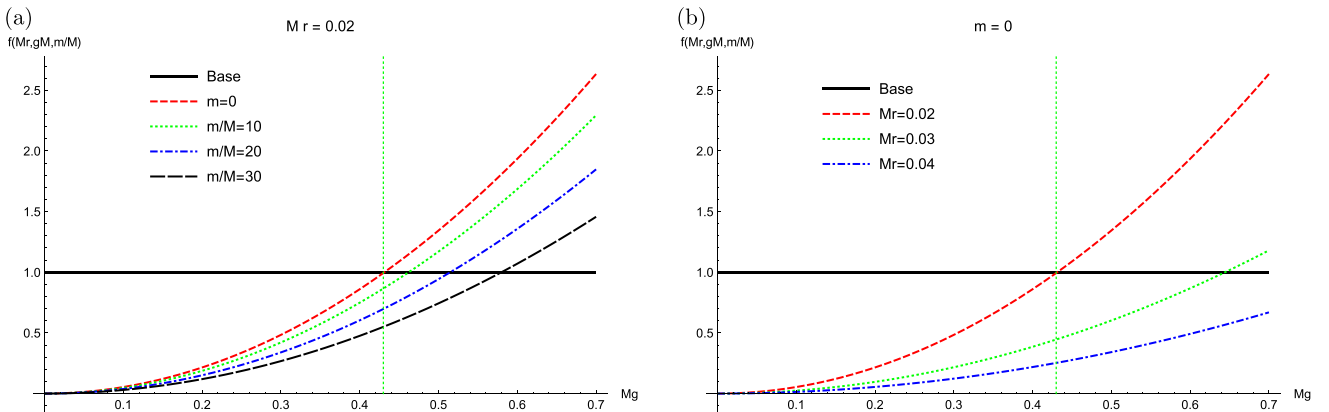 (a)
M r = 0.02
f(Mr,gM,m/M)
Base
m=0
m/M=10
m/M=20
m/M=30
2.5
2.0
1.5
1.0
0.5
0.1 0.2 0.3 0.4 0.5 0.6 0.7 Mg
(b)
m = 0
f(Mr,gM,m/M)
Base
Mr=0.02
Mr=0.03
Mr=0.04
2.5
2.0
1.5
1.0
0.5
0.1 0.2 0.3 0.4 0.5 0.6 0.7 Mg